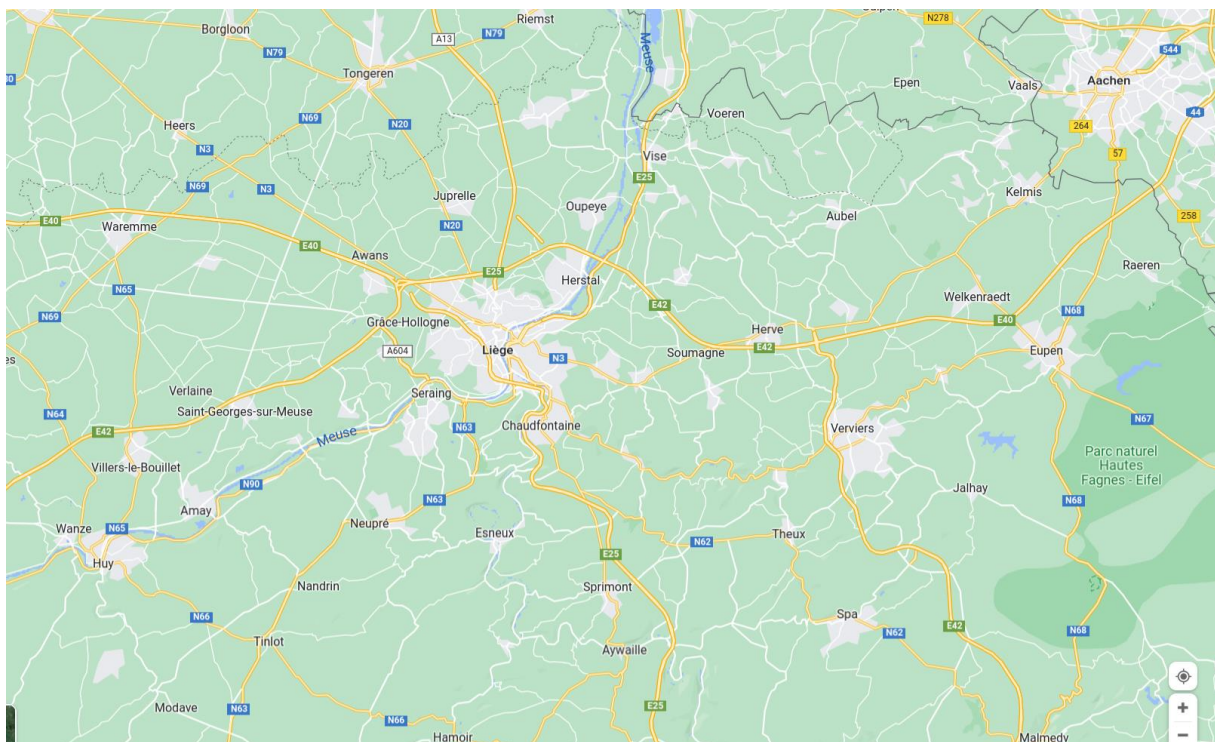 Gulpen
N278
Riemst
Borgloon
N79
A13
544
N79
Tongeren
Meuse
Aachen
Epen
Vaals
44
N69
N20
Voeren
264
Heers
N3
57
Vise
E25
N69
N3
Juprelle
Kelmis
Oupeye
Aubel
258
E40
Waremme
N20
E40
Awans
Raeren
E25
Herstal
N65
Welkenraedt
E42
N68
N69
Grâce-Hollogne
Herve
E40
A604
Liège
N3
Soumagne
E42
Eupen
Verlaine
Seraing
Saint-Georges-sur-Meuse
N64
N67
E42
Meuse
N63
Chaudfontaine
Verviers
Parc naturel
Hautes
Fagnes - Eifel
Villers-le-Bouillet
N90
Jalhay
N63
N68
Amay
Neupré
Wanze
N65
Esneux
Theux
N62
E25
Huy
Nandrin
Sprimont
N66
Spa
N62
E42
N68
Tinlot
Aywaille
Modave
N63
E25
N66
Hamoir
Malmedy